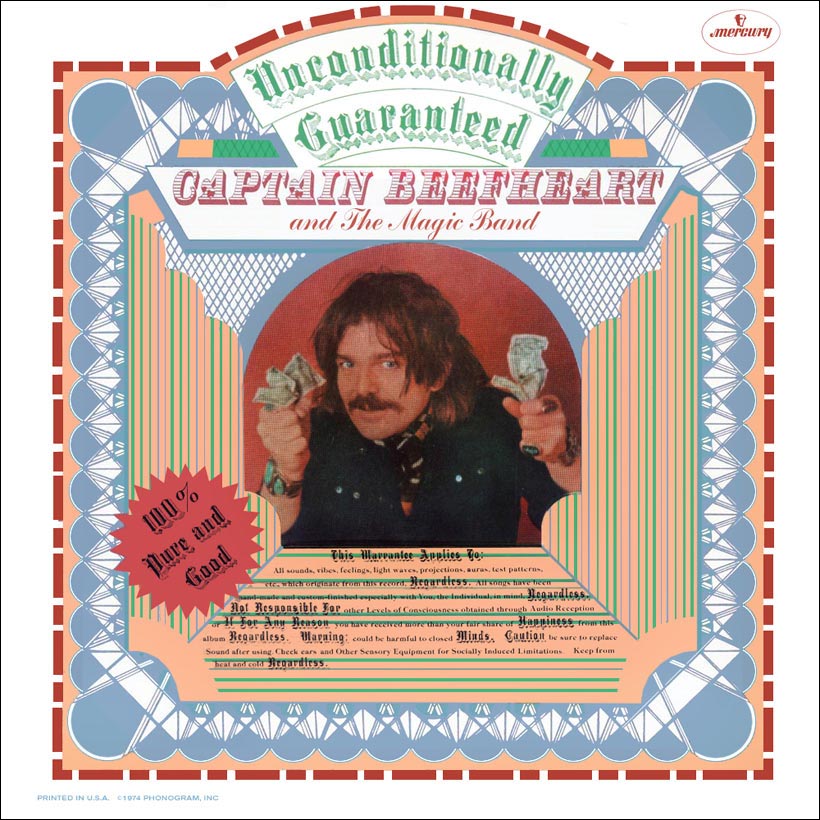 mercury
Unconditionally
Guaranteed
CAPTAIN BEEFHEART
and The Magic Band
100%
Pure and
Good
This Warrantee Applies To:
All sounds, vibes, feelings, light waves, projections, auras, test patterns,
etc., which originate from this record, Regardless. All songs have been
hand-made and custom-finished especially with You, the Individual, in mind, Regardless.
Not Responsible For other Levels of Consciousness obtained through Audio Reception
or If For Any Reason you have received more than your fair share of Happiness from this
album Regardless. Warning: could be harmful to closed Minds. Caution be sure to replace
Sound after using. Check ears and Other Sensory Equipment for Socially Induced Limitations. Keep from
heat and cold Regardless.
PRINTED IN U.S.A. ©1974 PHONOGRAM, INC